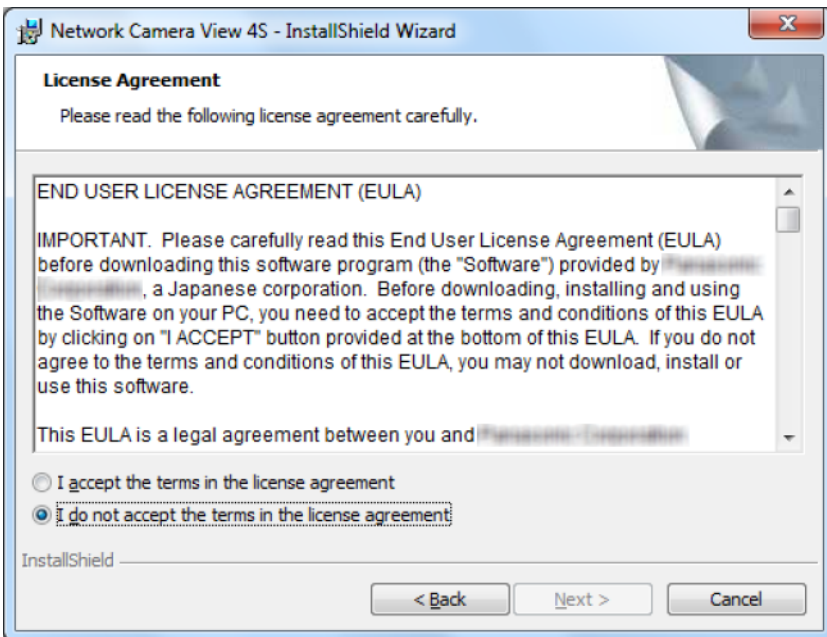 Network Camera View 4S - InstallShield Wizard
License Agreement
Please read the following license agreement carefully.
END USER LICENSE AGREEMENT (EULA)
IMPORTANT.  Please carefully read this End User License Agreement (EULA)
before downloading this software program (the "Software") provided by
, a Japanese corporation.  Before downloading, installing and using
the Software on your PC, you need to accept the terms and conditions of this EULA
by clicking on "I ACCEPT" button provided at the bottom of this EULA.  If you do not
agree to the terms and conditions of this EULA, you may not download, install or
use this software.
This EULA is a legal agreement between you and
I accept the terms in the license agreement
I do not accept the terms in the license agreement
InstallShield
< Back
Next >
Cancel